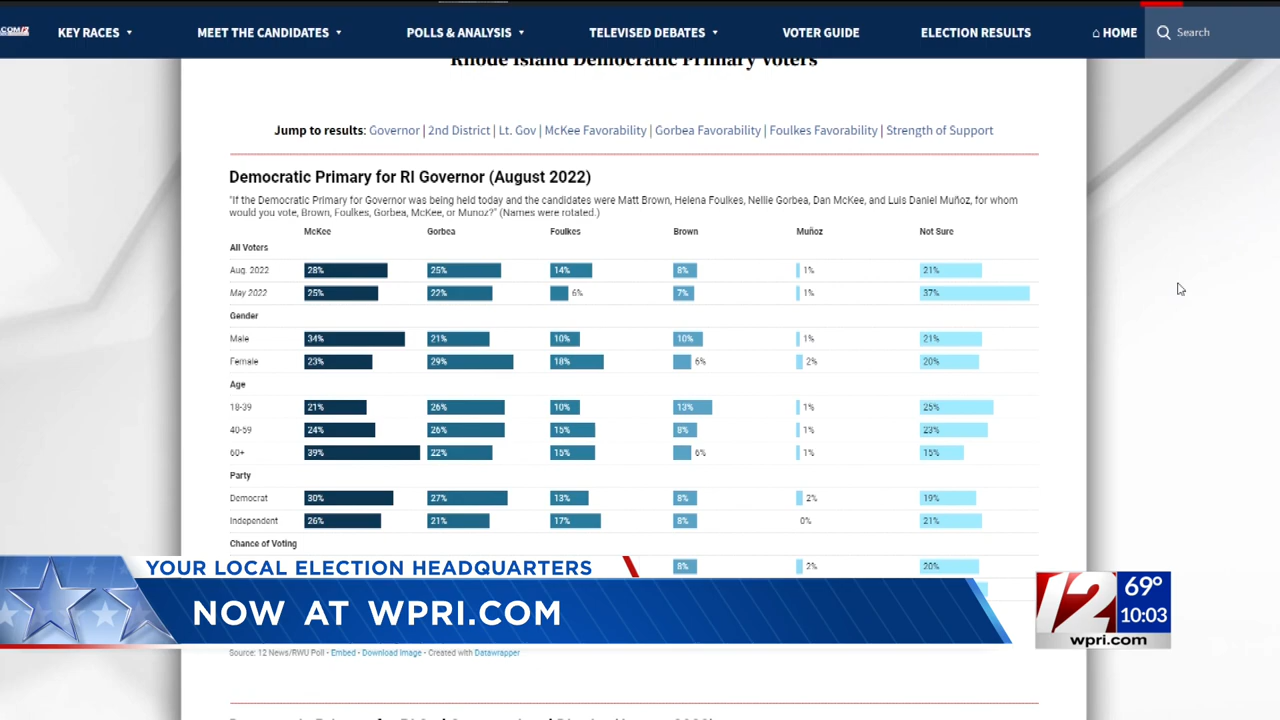 .COM 12
KEY RACES MEET THE CANDIDATES POLLS & ANALYSIS TELEVISED DEBATES VOTER GUIDE ELECTION RESULTS HOME Search
Rhode Island Democratic Primary Voters
Jump to results: Governor | 2nd District | Lt. Gov | McKee Favorability | Gorbea Favorability | Foulkes Favorability | Strength of Support
Democratic Primary for RI Governor (August 2022)
"If the Democratic Primary for Governor was being held today and the candidates were Matt Brown, Helena Foulkes, Nellie Gorbea, Dan McKee, and Luis Daniel Muñoz, for whom
would you vote, Brown, Foulkes, Gorbea, McKee, or Munoz?" (Names were rotated.)
McKee Gorbea Foulkes Brown Muñoz Not Sure
All Voters
Aug. 2022 28% 25% 14% 8% 1% 21%
May 2022 25% 22% 6% 7% 1% 37%
Gender
Male 34% 21% 10% 10% 1% 21%
Female 23% 29% 18% 6% 2% 20%
Age
18-39 21% 26% 10% 13% 1% 25%
40-59 24% 26% 15% 8% 1% 23%
60+ 39% 22% 15% 6% 1% 15%
Party
Democrat 30% 27% 13% 8% 2% 19%
Independent 26% 21% 17% 8% 0% 21%
Chance of Voting
8% 2% 20%
YOUR LOCAL ELECTION HEADQUARTERS
NOW AT WPRI.COM
12 69°
10:03
wpri.com
Source: 12 News/RWU Poll • Embed • Download Image • Created with Datawrapper